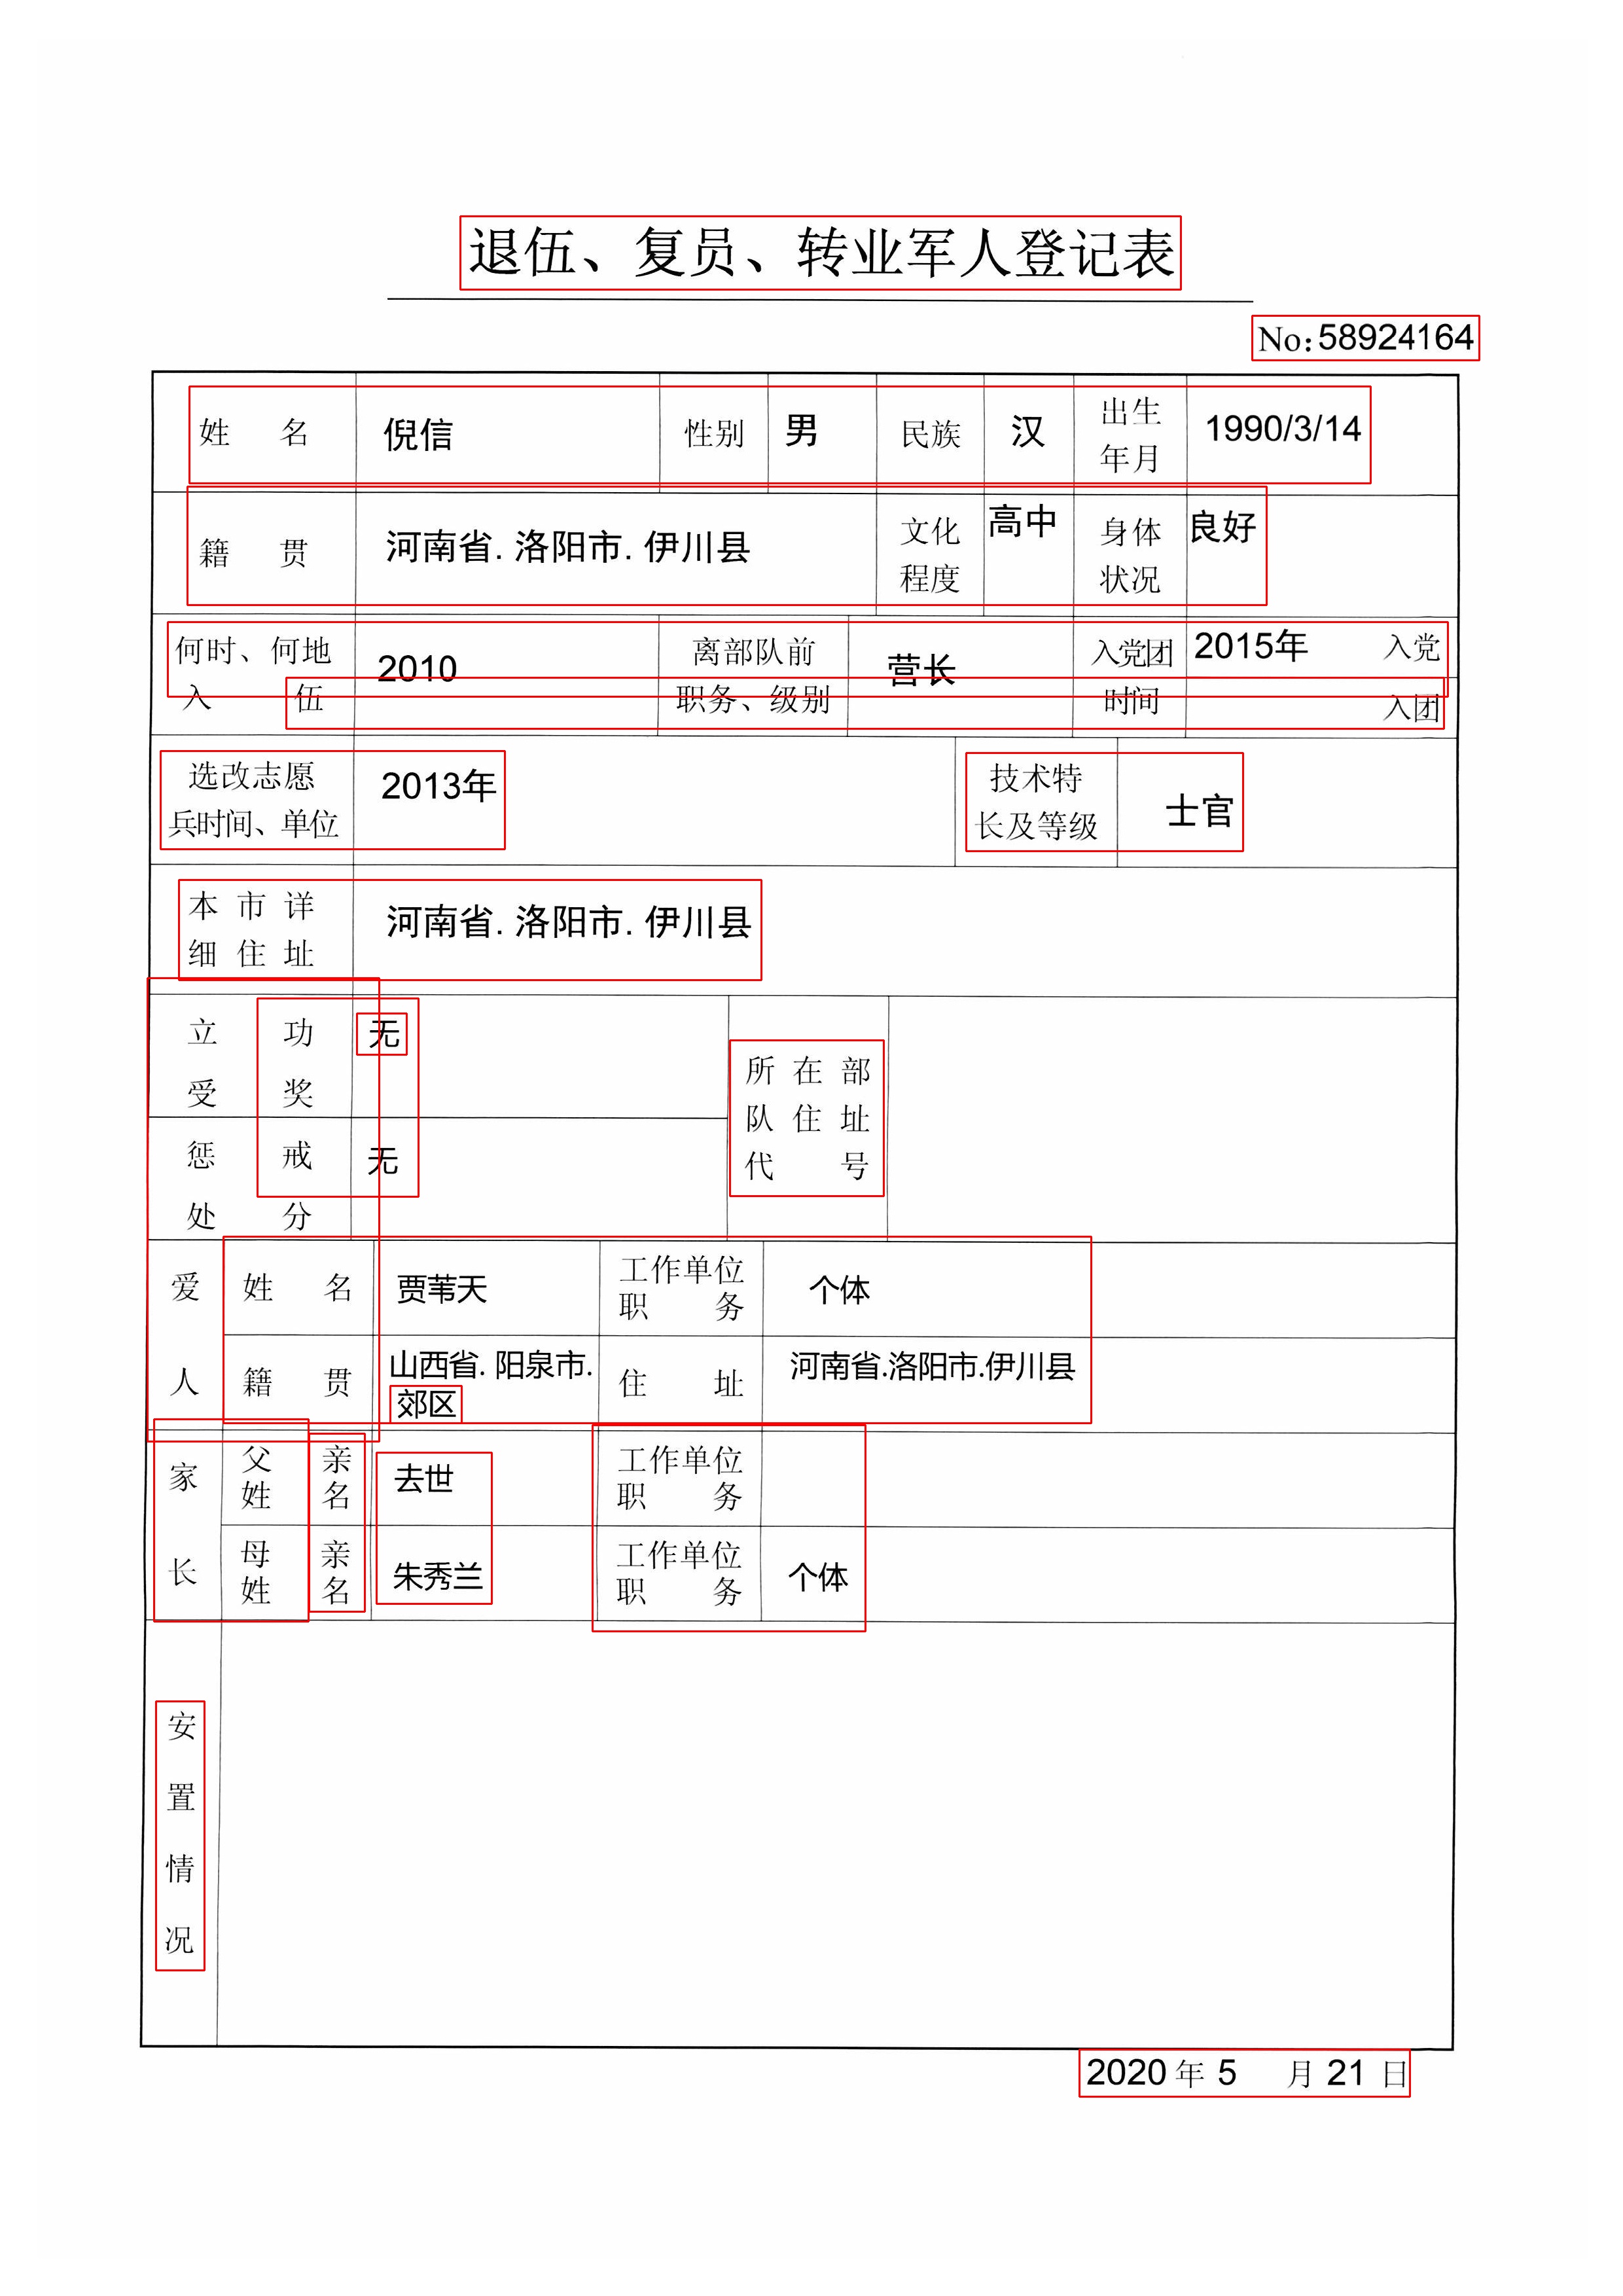 退伍、复员、转业军人登记表
No:58924164
姓 名 倪信 性别 男 民族 汉 出生年月 1990/3/14
籍 贯 河南省. 洛阳市. 伊川县 文化程度 高中 身体状况 良好
何时、何地入 伍 2010 离部队前职务、级别 营长 入党团时间 2015年 入党
入团
选改志愿兵时间、单位 2013年 技术特长及等级 士官
本市详细住址 河南省. 洛阳市. 伊川县
立 功 无
受 奖
所在部队住址代 号
惩 戒 无
处 分
爱人
姓 名 贾苇天 工作单位职 务 个体
籍 贯 山西省. 阳泉市. 郊区 住 址 河南省.洛阳市.伊川县
家长
父亲姓名 去世 工作单位职 务
母亲姓名 朱秀兰 工作单位职 务 个体
安置情况
2020 年 5 月 21 日